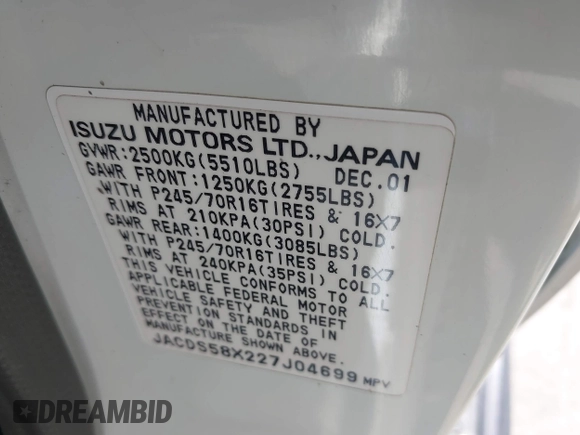 MANUFACTURED BY
ISUZU MOTORS LTD., JAPAN
GVWR:2500KG(5510LBS) DEC.01
GAWR FRONT:1250KG(2755LBS)
WITH P245/70R16TIRES & 16X7
RIMS AT 210KPA(30PSI) COLD.
GAWR REAR:1400KG(3085LBS)
WITH P245/70R16TIRES & 16X7
RIMS AT 240KPA(35PSI) COLD.
THIS VEHICLE CONFORMS TO ALL
APPLICABLE FEDERAL MOTOR
VEHICLE SAFETY AND THEFT
PREVENTION STANDARDS IN
EFFECT ON THE DATE OF
MANUFACTURE SHOWN ABOVE.
JACDS58X227J04699 MPV
DREAMBID